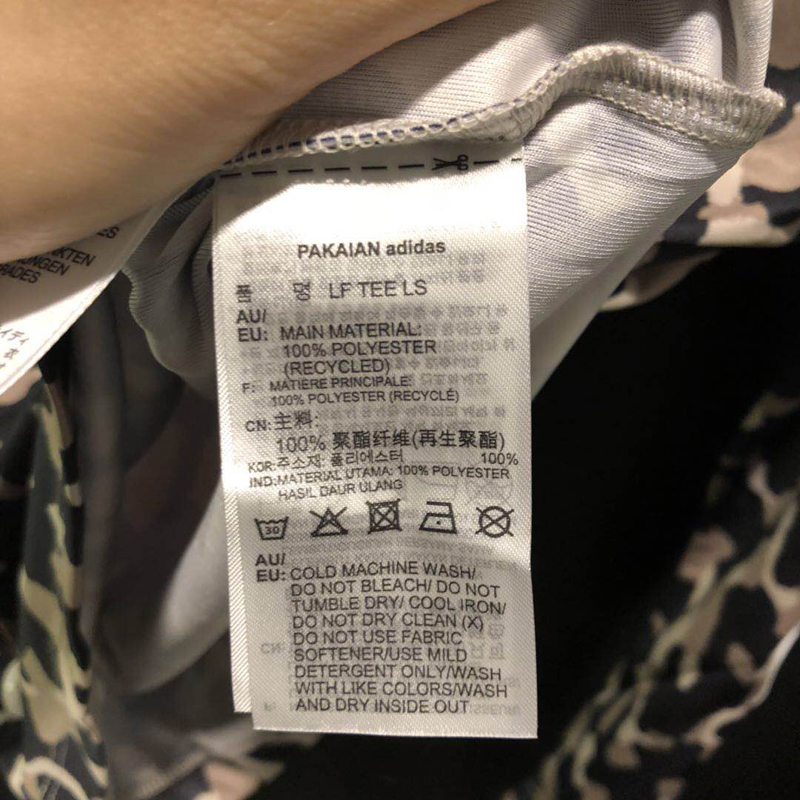 PAKAIAN adidas
품 명 LF TEE LS
AU/
EU: MAIN MATERIAL:
100% POLYESTER
(RECYCLED)
F: MATIÈRE PRINCIPALE:
100% POLYESTER (RECYCLÉ)
CN: 主料:
100% 聚酯纤维(再生聚酯)
KOR: 주소재: 폴리에스터 100%
IND: MATERIAL UTAMA: 100% POLYESTER
HASIL DAUR ULANG
30
AU/
EU: COLD MACHINE WASH/
DO NOT BLEACH/ DO NOT
TUMBLE DRY/ COOL IRON/
DO NOT DRY CLEAN (X)
DO NOT USE FABRIC
SOFTENER/USE MILD
DETERGENT ONLY/WASH
WITH LIKE COLORS/WASH
AND DRY INSIDE OUT